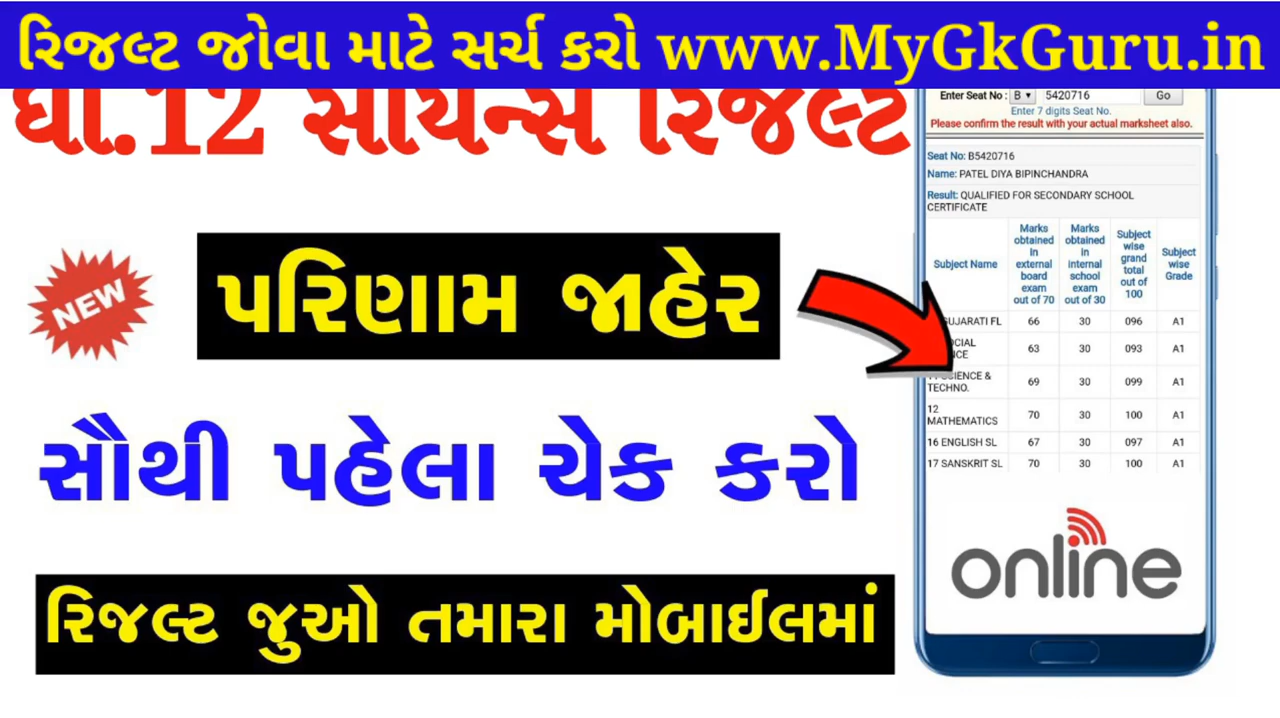 રિજલ્ટ જોવા માટે સર્ચ કરો www.MyGkGuru.in
ધો.12 સાયન્સ રિજલ્ટ
NEW
પરિણામ જાહેર
સૌથી પહેલા ચેક કરો
રિજલ્ટ જુઓ તમારા મોબાઈલમાં
Enter Seat No : B 5420716 Go
Enter 7 digits Seat No.
Please confirm the result with your actual marksheet also.
Seat No: B5420716
Name: PATEL DIYA BIPINCHANDRA
Result: QUALIFIED FOR SECONDARY SCHOOL
CERTIFICATE
Subject Name Marks obtained in external board exam out of 70 Marks obtained in internal school exam out of 30 Subject wise grand total out of 100 Subject wise Grade
GUJARATI FL 66 30 096 A1
63 30 093 A1
SCIENCE & TECHNO. 69 30 099 A1
12 MATHEMATICS 70 30 100 A1
16 ENGLISH SL 67 30 097 A1
17 SANSKRIT SL 70 30 100 A1
online